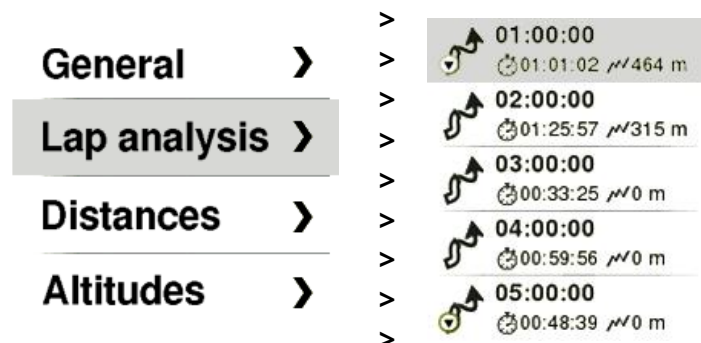 General
Lap analysis
Distances
Altitudes
>
>
>
>
>
>
>
>
>
01:00:00
01:01:02 464 m
02:00:00
01:25:57 315 m
03:00:00
00:33:25 0 m
04:00:00
00:59:56 0 m
05:00:00
00:48:39 0 m